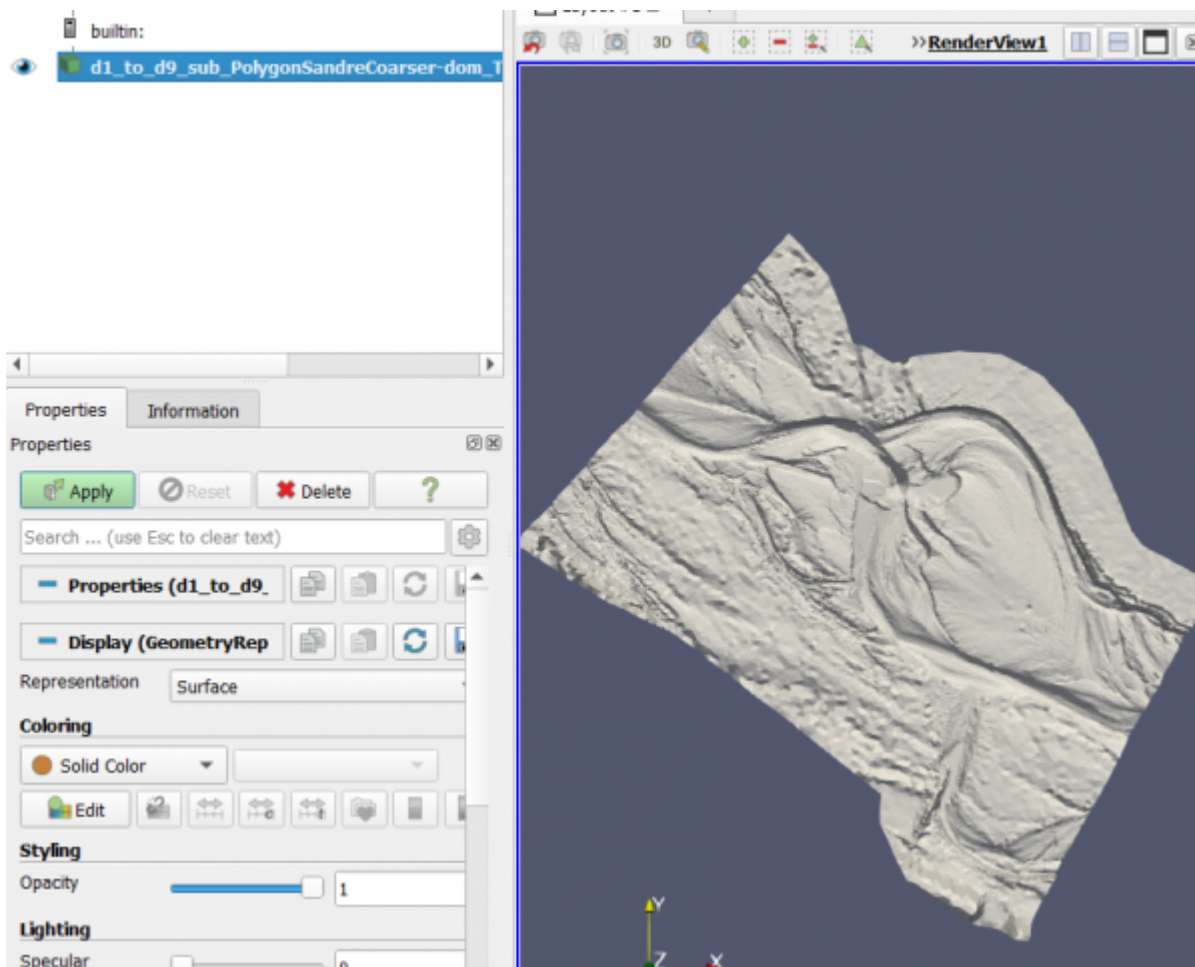 builtin:
d1_to_d9_sub_PolygonSandreCoarser-dom_T
3D
>>RenderView1
Properties
Information
Properties
Apply
Reset
Delete
?
Search ... (use Esc to clear text)
Properties (d1_to_d9_
Display (GeometryRep
Representation
Surface
Coloring
Solid Color
Edit
Styling
Opacity
1
Lighting
Specular
0
Y
Z
X